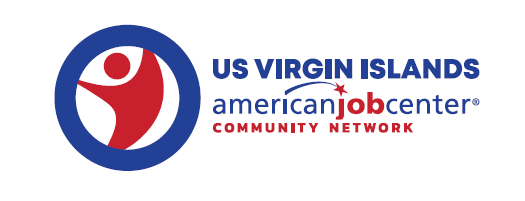 US VIRGIN ISLANDS
americanjobcenter®
COMMUNITY NETWORK